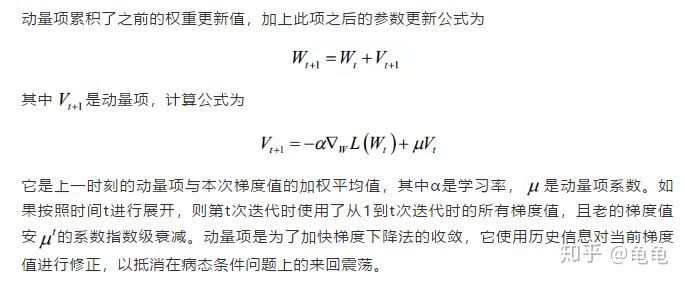 动量项累积了之前的权重更新值，加上此项之后的参数更新公式为
W_{t+1} = W_t + V_{t+1}
其中 V_{t+1} 是动量项，计算公式为
V_{t+1} = −α∇_W L(W_t) + μV_t
它是上一时刻的动量项与本次梯度值的加权平均值，其中α是学习率， μ 是动量项系数。如
果按照时间t进行展开，则第t次迭代时使用了从1到t次迭代时的所有梯度值，且老的梯度值
安 μ^t 的系数指数级衰减。动量项是为了加快梯度下降法的收敛，它使用历史信息对当前梯度
值进行修正，以抵消在病态条件问题上的来回震荡。
知乎 @龟龟